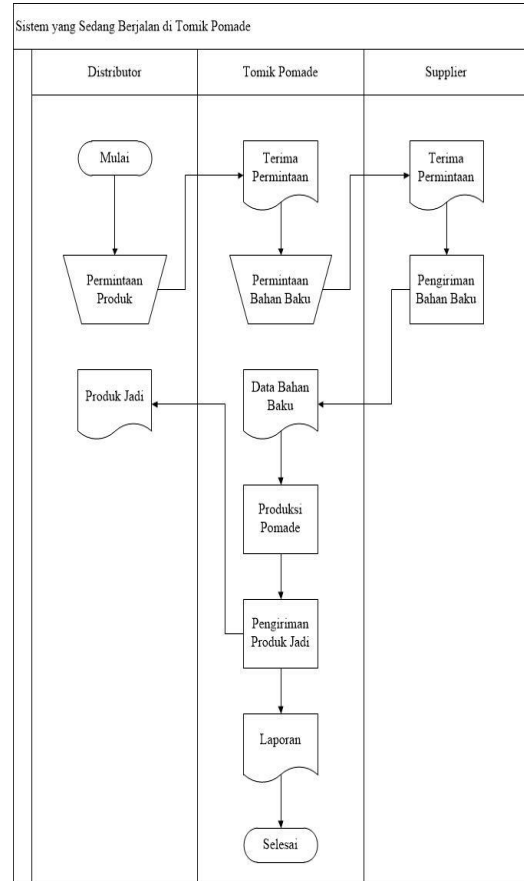 Sistem yang Sedang Berjalan di Tomik Pomade
Distributor
Tomik Pomade
Supplier
Mulai
Terima
Permintaan
Terima
Permintaan
Permintaan
Produk
Permintaan
Bahan Baku
Pengiriman
Bahan Baku
Produk Jadi
Data Bahan
Baku
Produksi
Pomade
Pengiriman
Produk Jadi
Laporan
Selesai